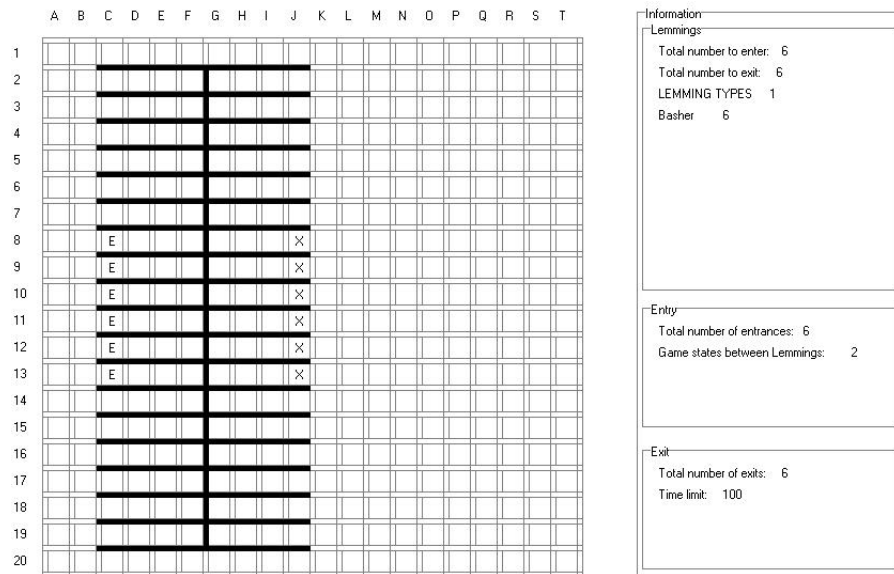 A B C D E F G H I J K L M N O P Q R S T
1
2
3
4
5
6
7
8 E X
9 E X
10 E X
11 E X
12 E X
13 E X
14
15
16
17
18
19
20
Information
Lemmings
Total number to enter: 6
Total number to exit: 6
LEMMING TYPES 1
Basher 6
Entry
Total number of entrances: 6
Game states between Lemmings: 2
Exit
Total number of exits: 6
Time limit: 100